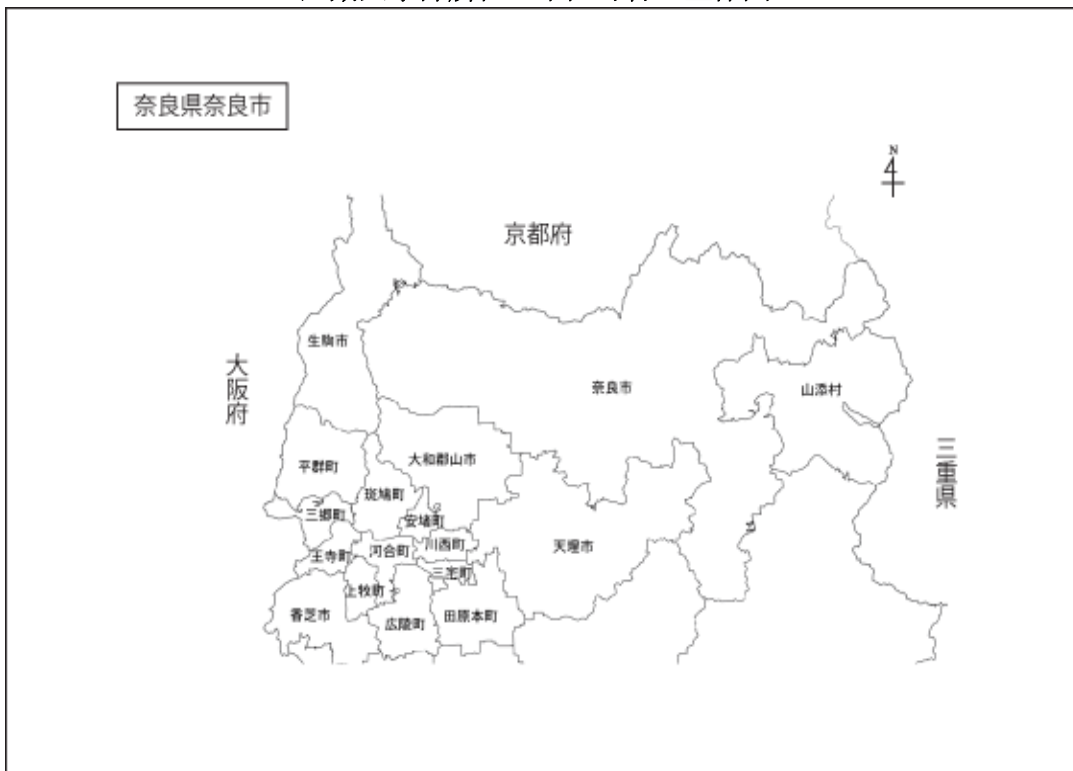 奈良県奈良市
N
京都府
生駒市
大阪府
奈良市
山添村
大和郡山市
三重県
平群町
斑鳩町
三郷町
安堵町
川西町
天理市
王寺町
河合町
三宅町
上牧町
香芝市
広陵町
田原本町